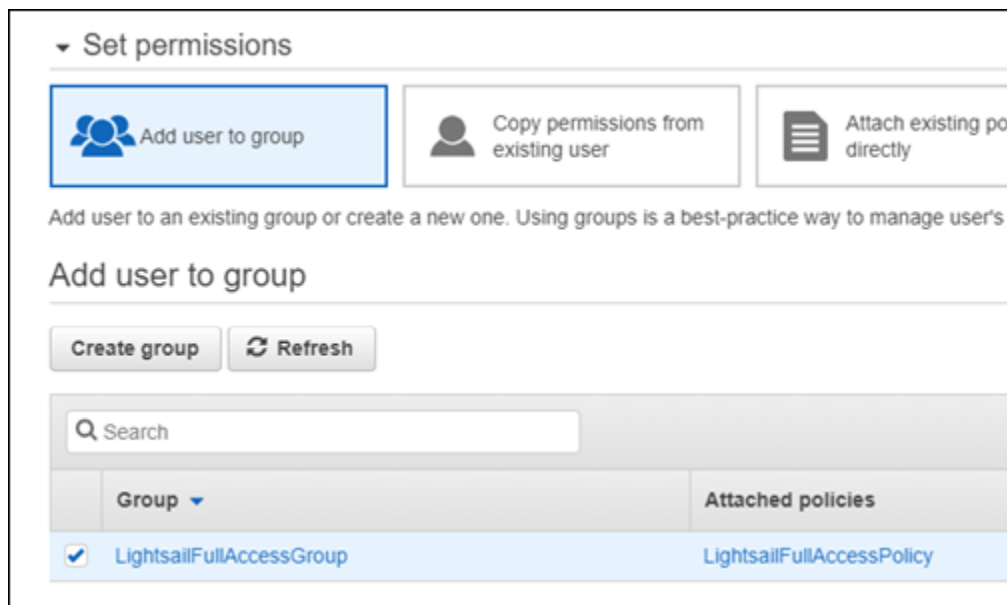 Set permissions
Add user to group
Copy permissions from
existing user
Attach existing po
directly
Add user to an existing group or create a new one. Using groups is a best-practice way to manage user's
Add user to group
Create group
Refresh
Search
Group
Attached policies
LightsailFullAccessGroup
LightsailFullAccessPolicy